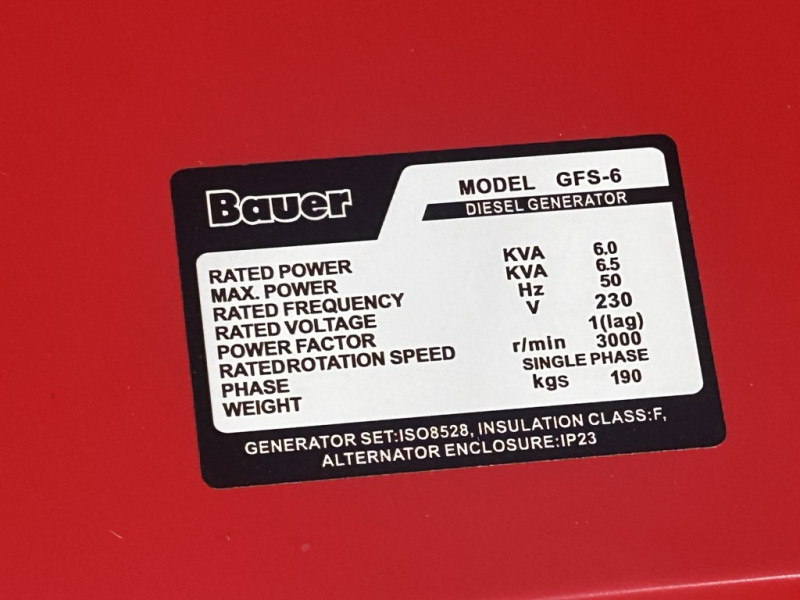 Bauer
MODEL GFS-6
DIESEL GENERATOR
RATED POWER KVA 6.0
MAX. POWER KVA 6.5
RATED FREQUENCY Hz 50
RATED VOLTAGE V 230
POWER FACTOR 1(lag)
RATEDROTATION SPEED r/min 3000
PHASE SINGLE PHASE
WEIGHT kgs 190
GENERATOR SET:ISO8528, INSULATION CLASS:F,
ALTERNATOR ENCLOSURE:IP23